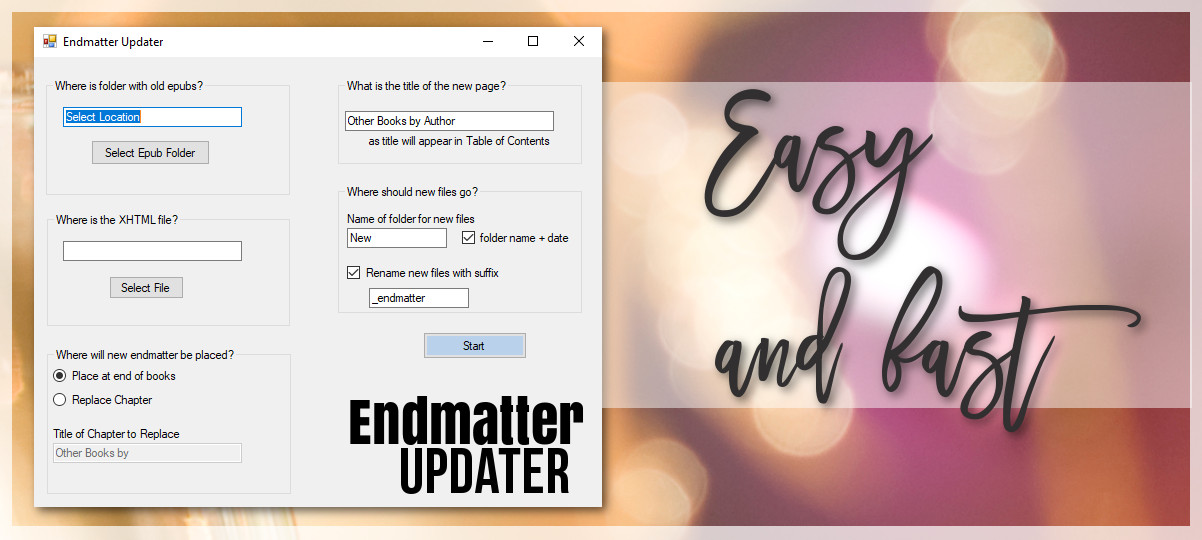 Endmatter Updater
Where is folder with old epubs?
Select Location
Select Epub Folder
Where is the XHTML file?
Select File
Where will new endmatter be placed?
Place at end of books
Replace Chapter
Title of Chapter to Replace
Other Books by
What is the title of the new page?
Other Books by Author
as title will appear in Table of Contents
Where should new files go?
Name of folder for new files
New
folder name + date
Rename new files with suffix
_endmatter
Start
Endmatter
UPDATER
Easy
and fast